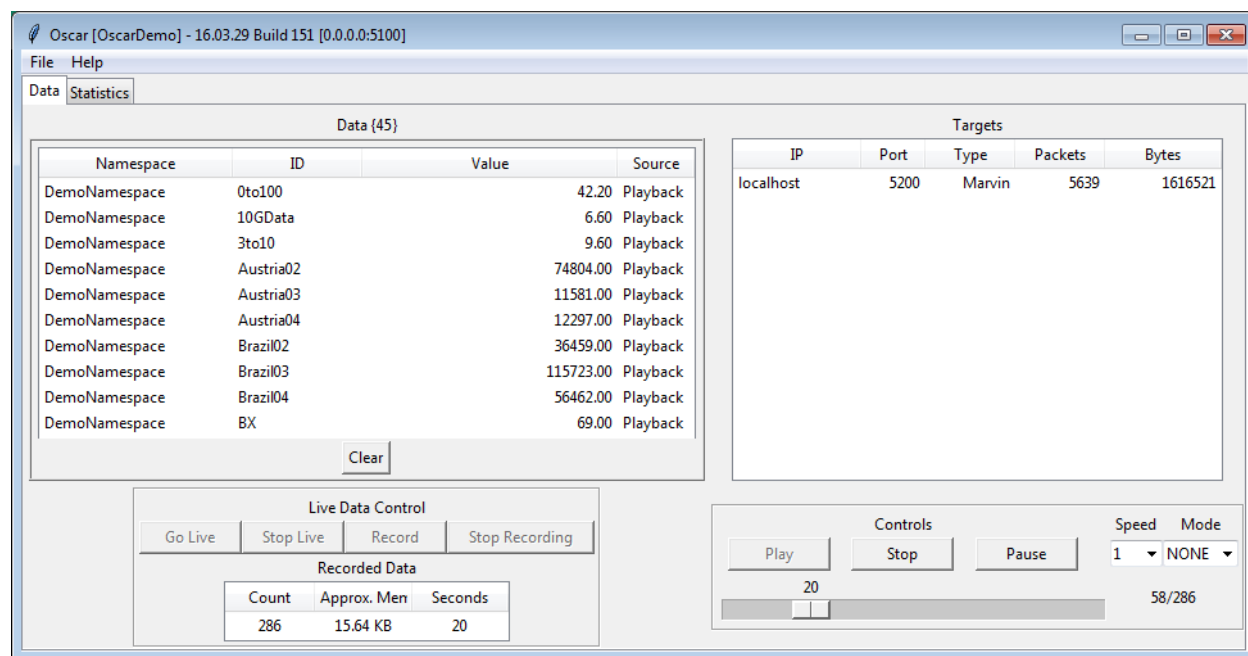 Oscar [OscarDemo] - 16.03.29 Build 151 [0.0.0.0:5100]
File Help
Data Statistics
Data {45}
Namespace ID Value Source
DemoNamespace 0to100 42.20 Playback
DemoNamespace 10GData 6.60 Playback
DemoNamespace 3to10 9.60 Playback
DemoNamespace Austria02 74804.00 Playback
DemoNamespace Austria03 11581.00 Playback
DemoNamespace Austria04 12297.00 Playback
DemoNamespace Brazil02 36459.00 Playback
DemoNamespace Brazil03 115723.00 Playback
DemoNamespace Brazil04 56462.00 Playback
DemoNamespace BX 69.00 Playback
Clear
Targets
IP Port Type Packets Bytes
localhost 5200 Marvin 5639 1616521
Live Data Control
Go Live Stop Live Record Stop Recording
Recorded Data
Count Approx. Men Seconds
286 15.64 KB 20
Controls Speed Mode
Play Stop Pause 1 NONE
20
58/286